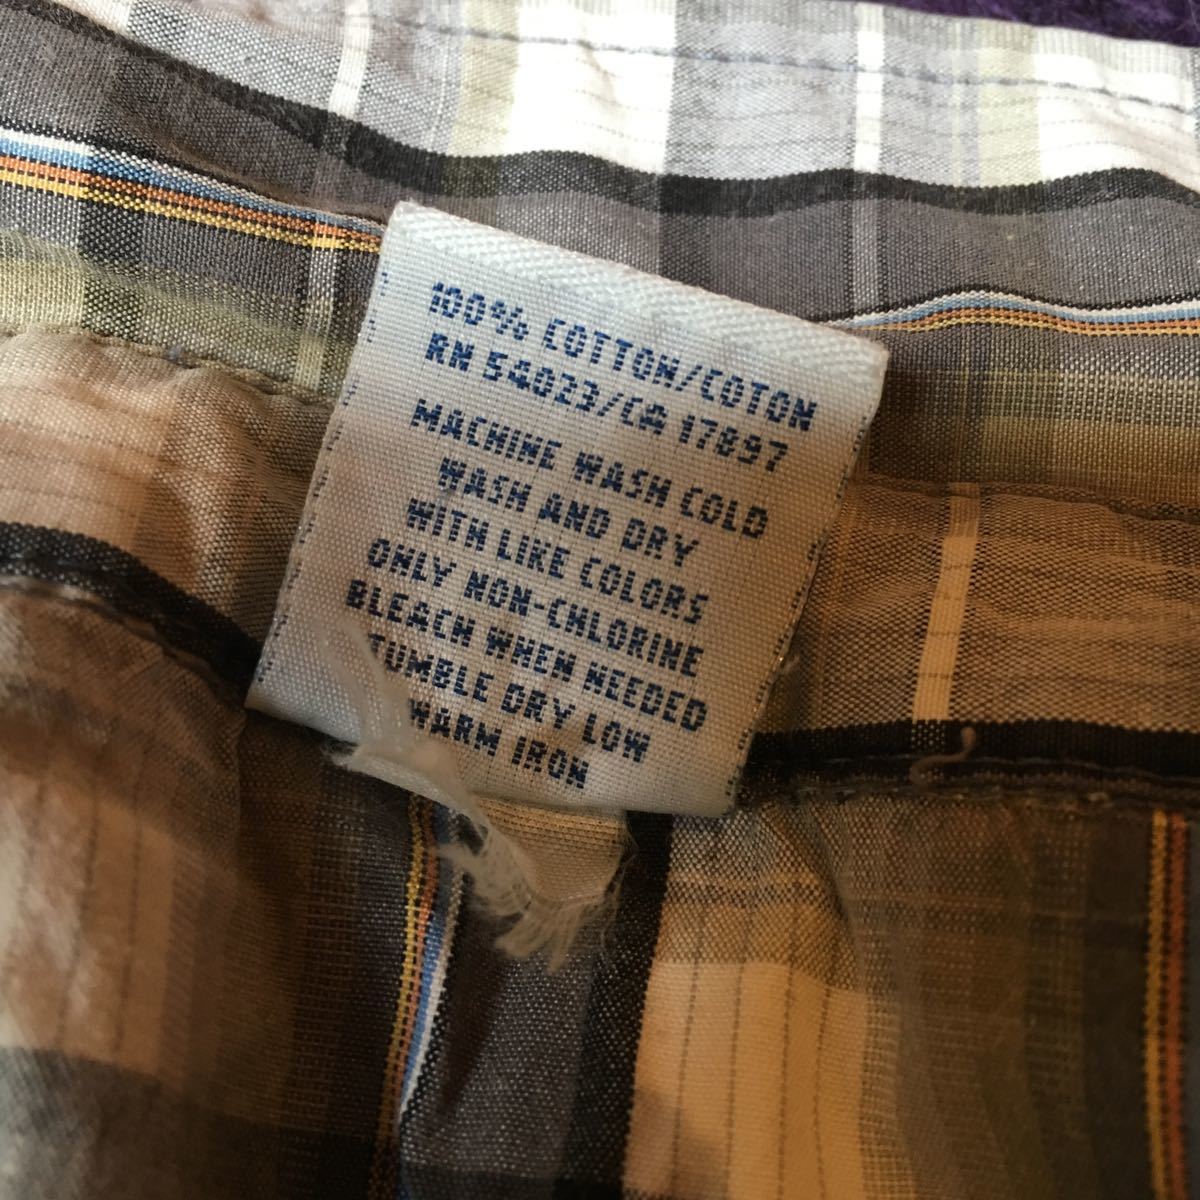 100% COTTON/COTON
RN 54023/CA 17897
MACHINE WASH COLD
WASH AND DRY
WITH LIKE COLORS
ONLY NON-CHLORINE
BLEACH WHEN NEEDED
TUMBLE DRY LOW
WARM IRON